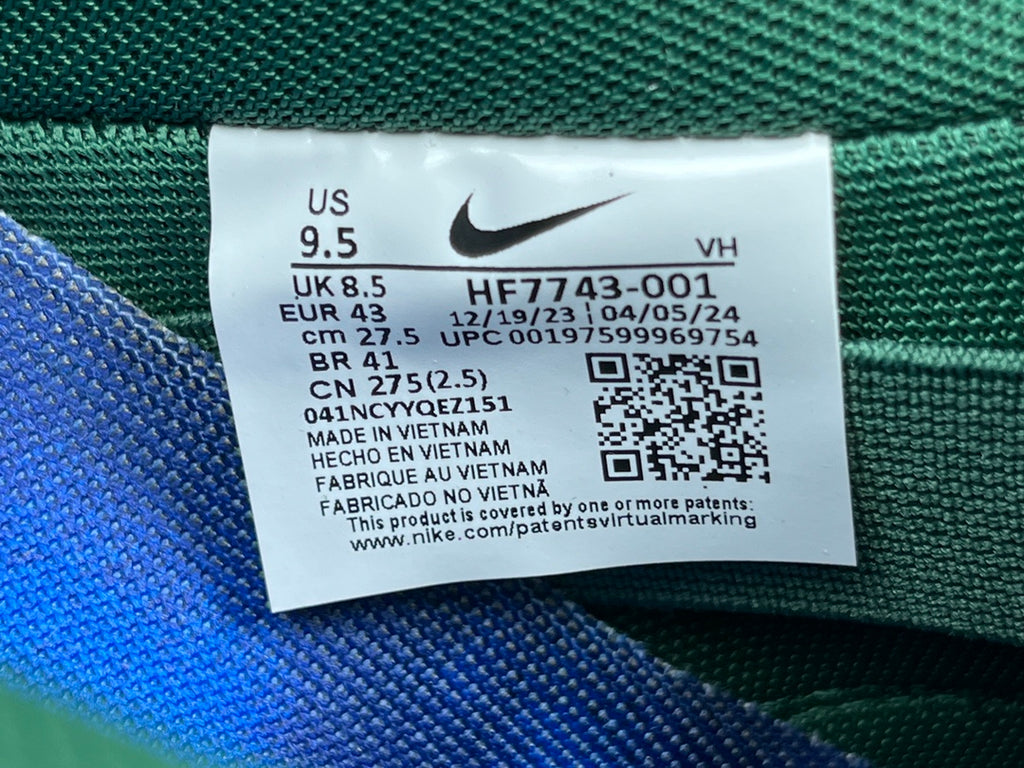 US
9.5
VH
UK 8.5
HF7743-001
EUR 43
12/19/23 | 04/05/24
cm 27.5
UPC 00197599969754
BR 41
CN 275(2.5)
041NCYYQEZ151
MADE IN VIETNAM
HECHO EN VIETNAM
FABRIQUE AU VIETNAM
FABRICADO NO VIETNÃ
This product is covered by one or more patents:
www.nike.com/patentsvirtualmarking